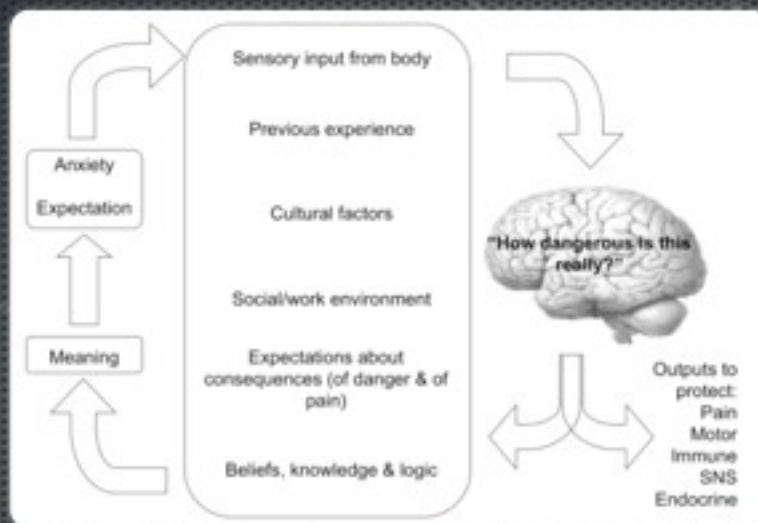 Sensory input from body
Previous experience
Cultural factors
Social/work environment
Expectations about
consequences (of danger & of
pain)
Beliefs, knowledge & logic
Anxiety
Expectation
Meaning
"How dangerous is this
really?"
Outputs to
protect:
Pain
Motor
Immune
SNS
Endocrine